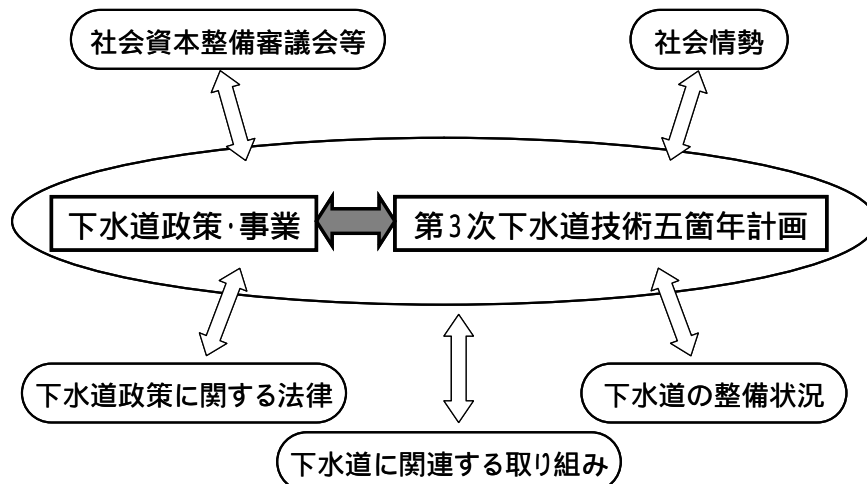 社会資本整備審議会等
社会情勢
下水道政策・事業
第3次下水道技術五箇年計画
下水道政策に関する法律
下水道の整備状況
下水道に関連する取り組み